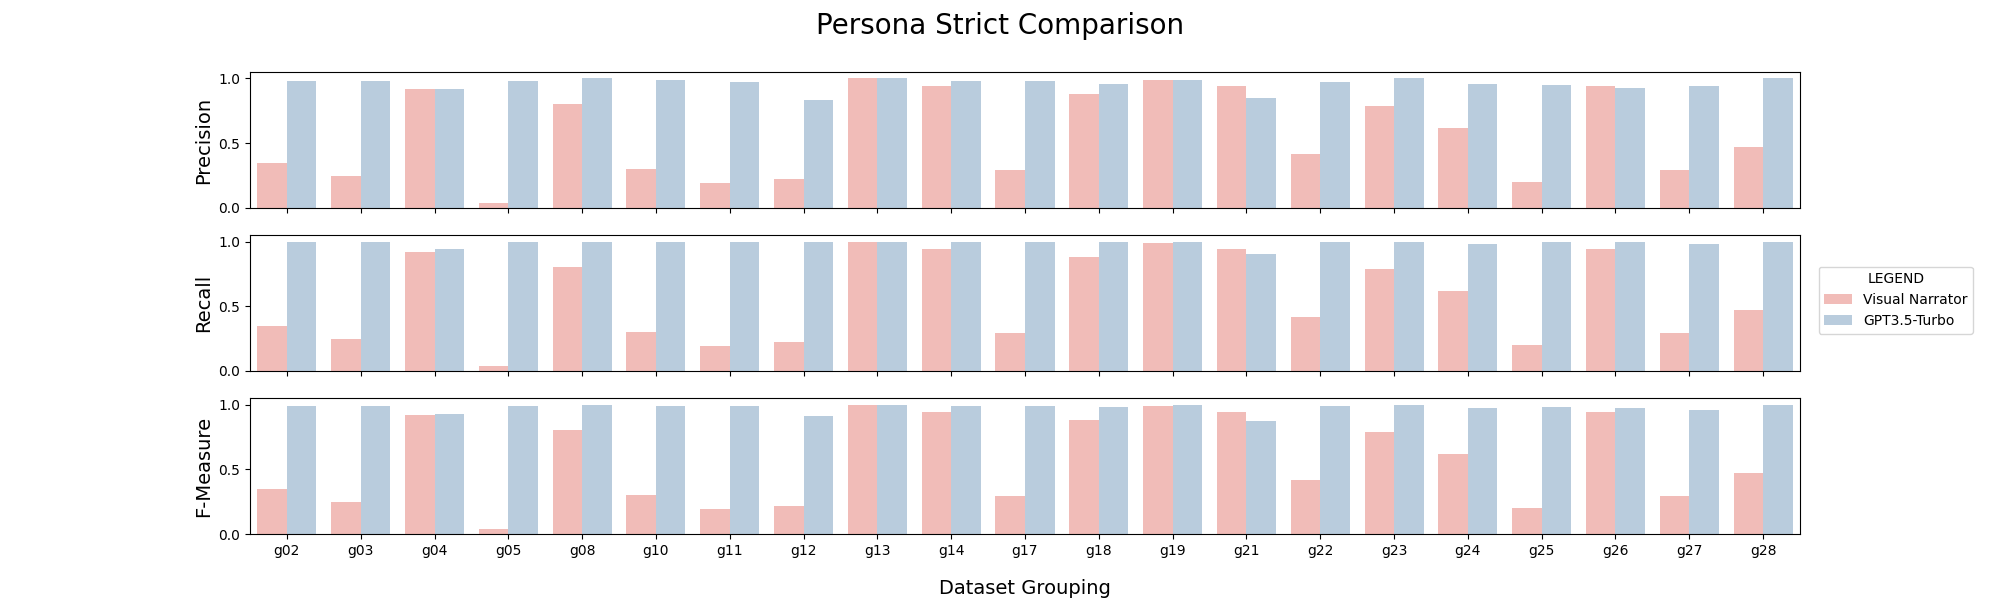 Persona Strict Comparison
Precision
1.0
0.5
0.0
Recall
1.0
0.5
0.0
F-Measure
1.0
0.5
0.0
g02 g03 g04 g05 g08 g10 g11 g12 g13 g14 g17 g18 g19 g21 g22 g23 g24 g25 g26 g27 g28
Dataset Grouping
LEGEND
Visual Narrator
GPT3.5-Turbo